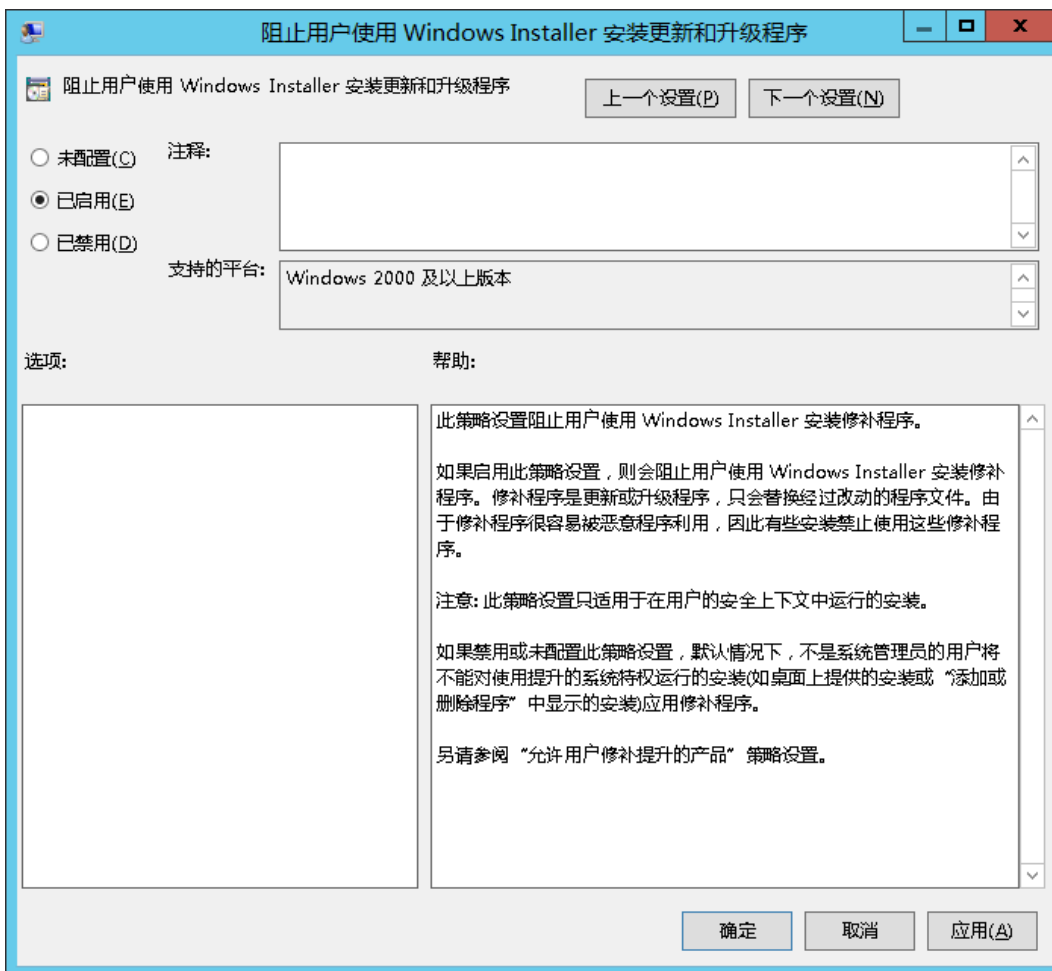 阻止用户使用 Windows Installer 安装更新和升级程序
阻止用户使用 Windows Installer 安装更新和升级程序
上一个设置(P)
下一个设置(N)
未配置(C)
注释:
已启用(E)
已禁用(D)
支持的平台:
Windows 2000 及以上版本
选项:
帮助:
此策略设置阻止用户使用 Windows Installer 安装修补程序。
如果启用此策略设置，则会阻止用户使用 Windows Installer 安装修补
程序。修补程序是更新或升级程序，只会替换经过改动的程序文件。由
于修补程序很容易被恶意程序利用，因此有些安装禁止使用这些修补程
序。
注意: 此策略设置只适用于在用户的安全上下文中运行的安装。
如果禁用或未配置此策略设置，默认情况下，不是系统管理员的用户将
不能对使用提升的系统特权运行的安装(如桌面上提供的安装或“添加或
删除程序”中显示的安装)应用修补程序。
另请参阅“允许用户修补提升的产品”策略设置。
确定
取消
应用(A)